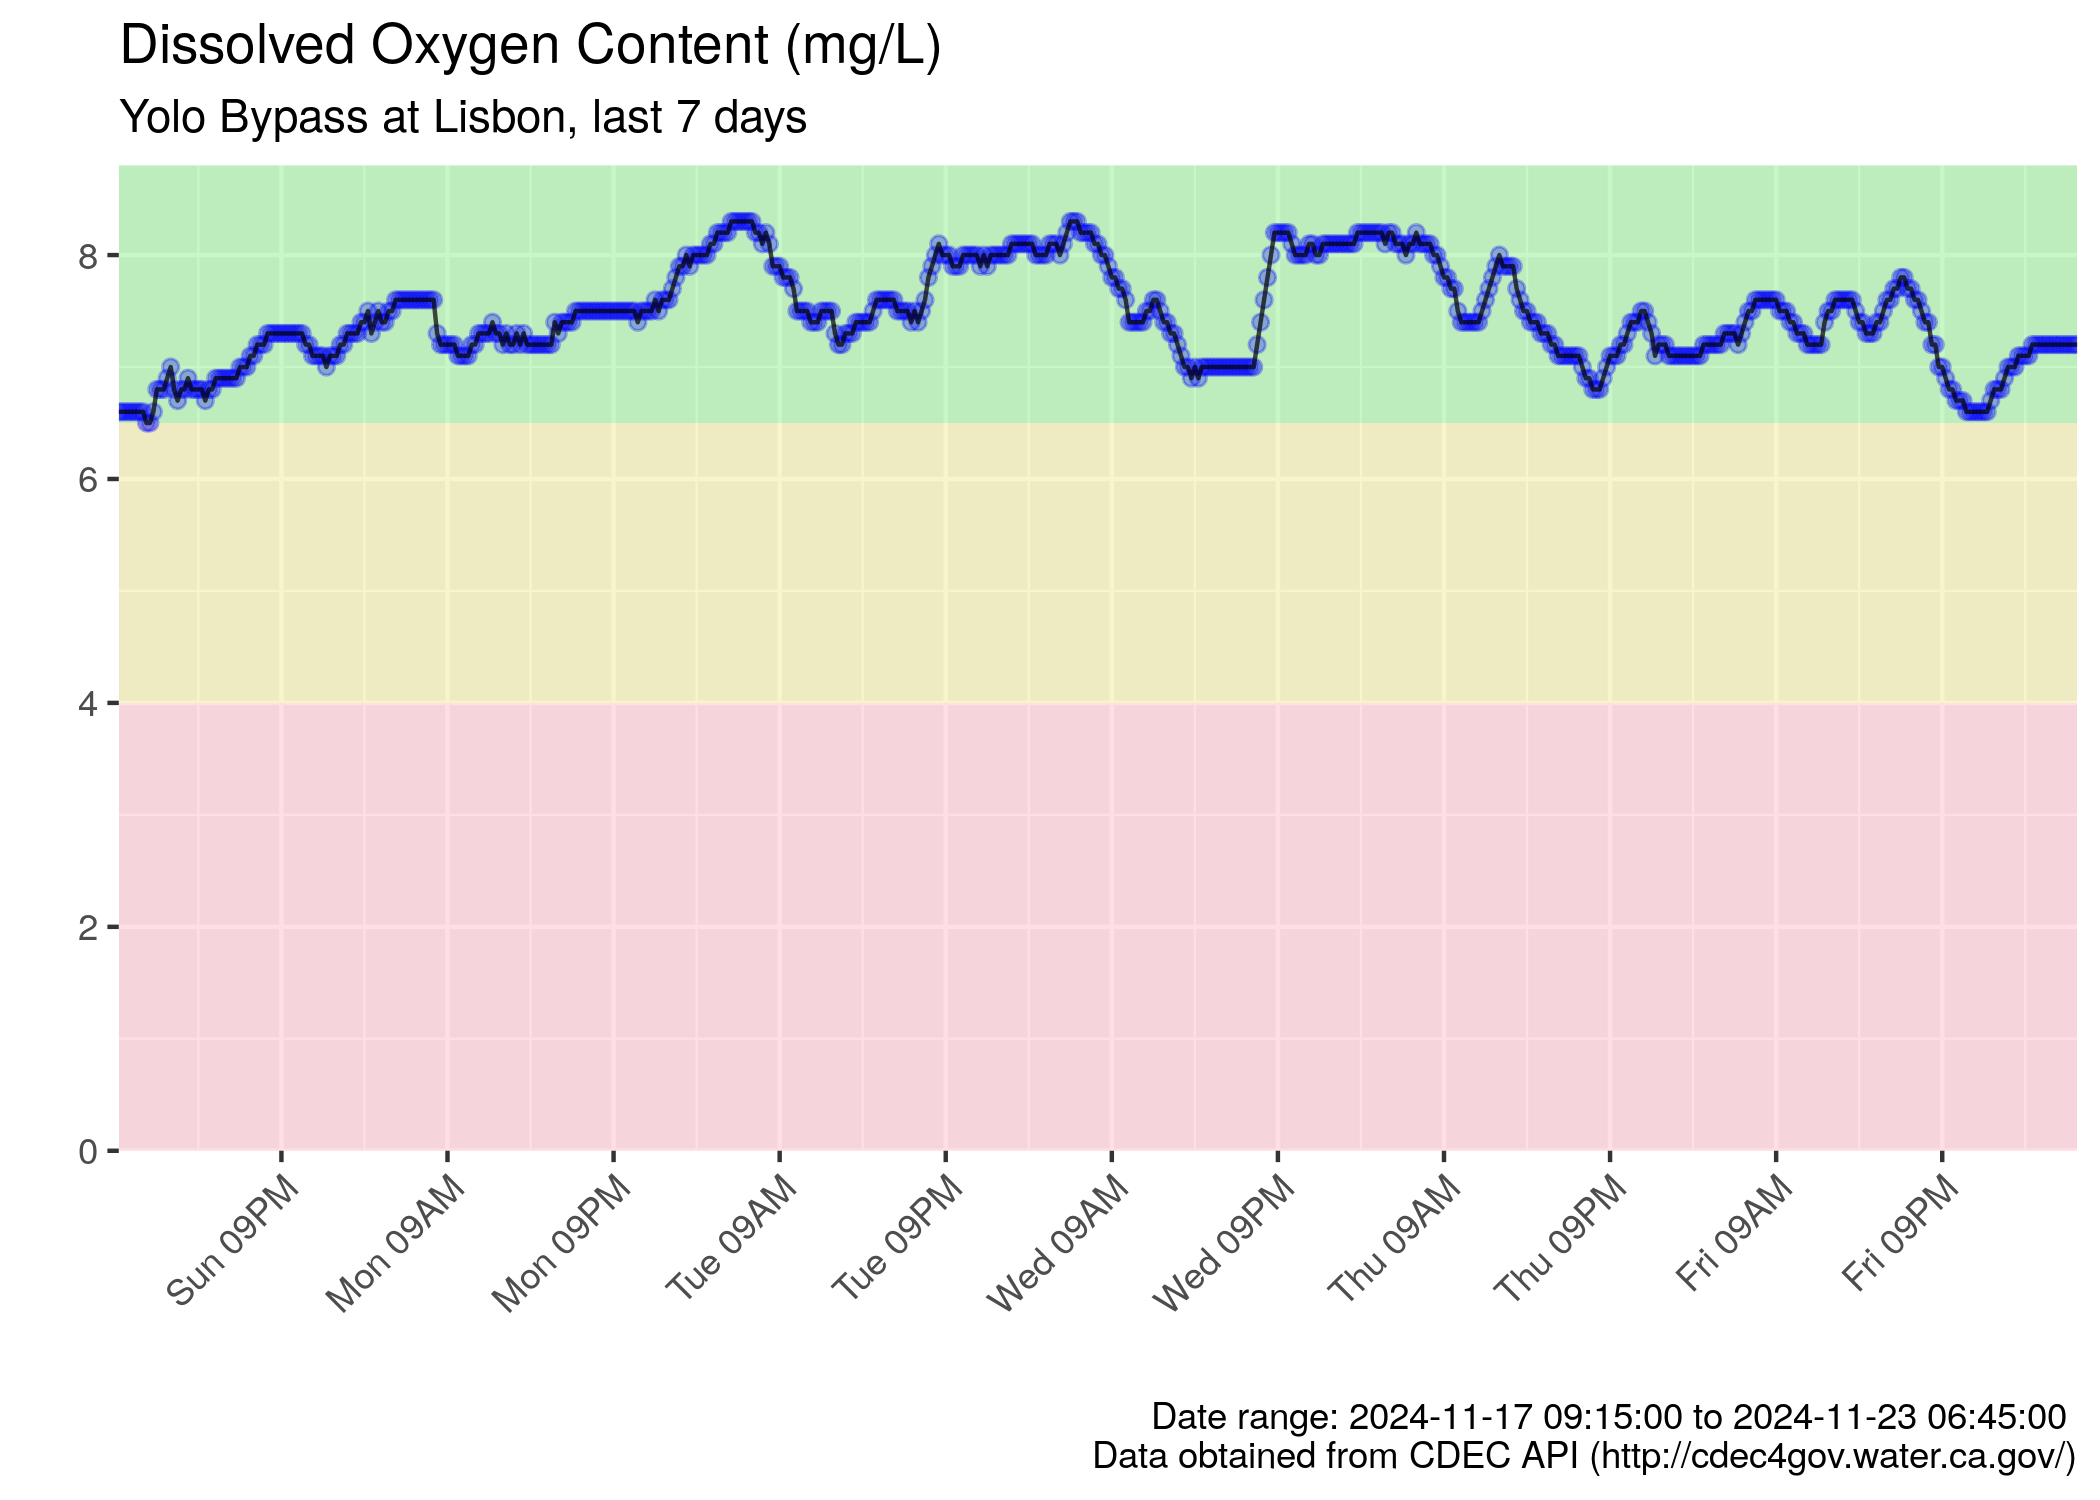 Dissolved Oxygen Content (mg/L)
Yolo Bypass at Lisbon, last 7 days
8
6
4
2
0
Sun 09PM
Mon 09AM
Mon 09PM
Tue 09AM
Tue 09PM
Wed 09AM
Wed 09PM
Thu 09AM
Thu 09PM
Fri 09AM
Fri 09PM
Date range: 2024-11-17 09:15:00 to 2024-11-23 06:45:00
Data obtained from CDEC API (http://cdec4gov.water.ca.gov/)